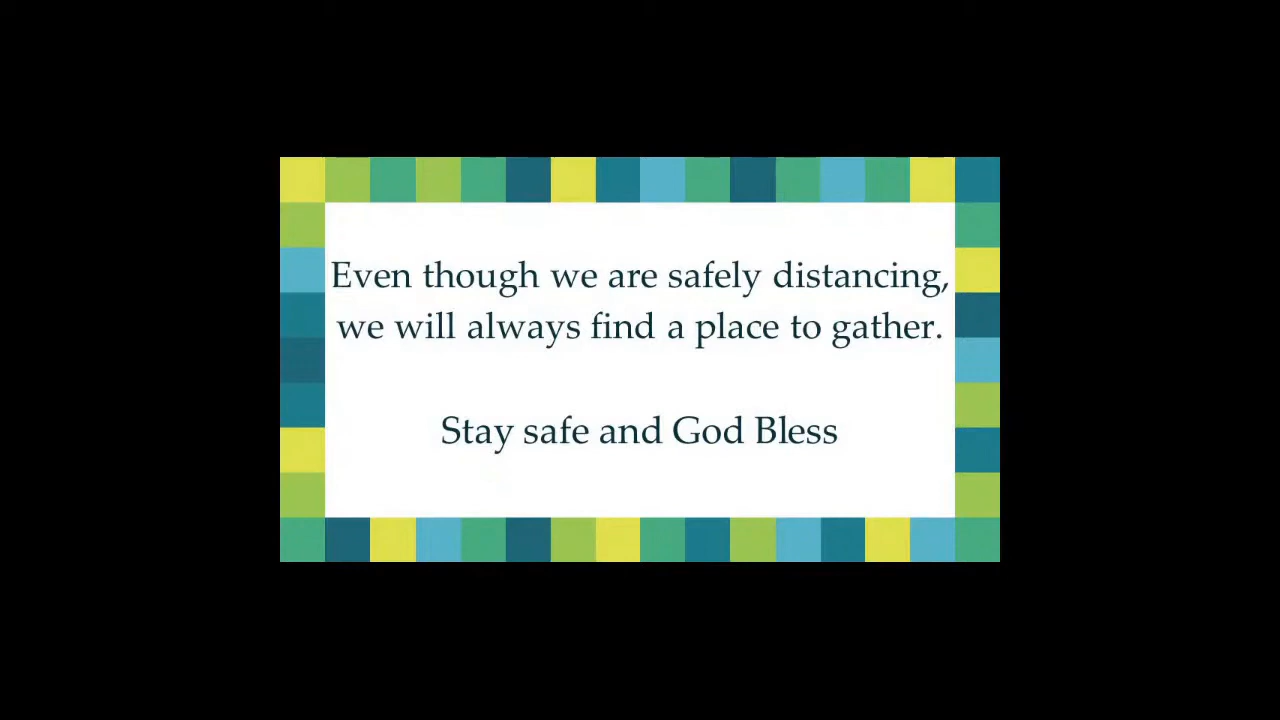 Even though we are safely distancing,
we will always find a place to gather.
Stay safe and God Bless